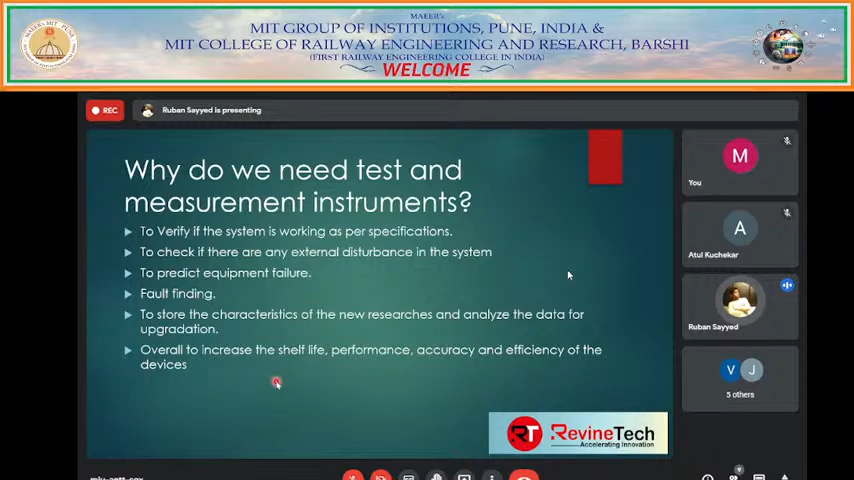 MAEER's
MIT GROUP OF INSTITUTIONS, PUNE, INDIA &
MIT COLLEGE OF RAILWAY ENGINEERING AND RESEARCH, BARSHI
(FIRST RAILWAY ENGINEERING COLLEGE IN INDIA)
WELCOME
REC
Ruban Sayyed is presenting
Why do we need test and
measurement instruments?
To Verify if the system is working as per specifications.
To check if there are any external disturbance in the system
To predict equipment failure.
Fault finding.
To store the characteristics of the new researches and analyze the data for
upgradation.
Overall to increase the shelf life, performance, accuracy and efficiency of the
devices
RT RevineTech
Accelerating Innovation
M
You
A
Atul Kuchekar
Ruban Sayyed
V J
5 others
9